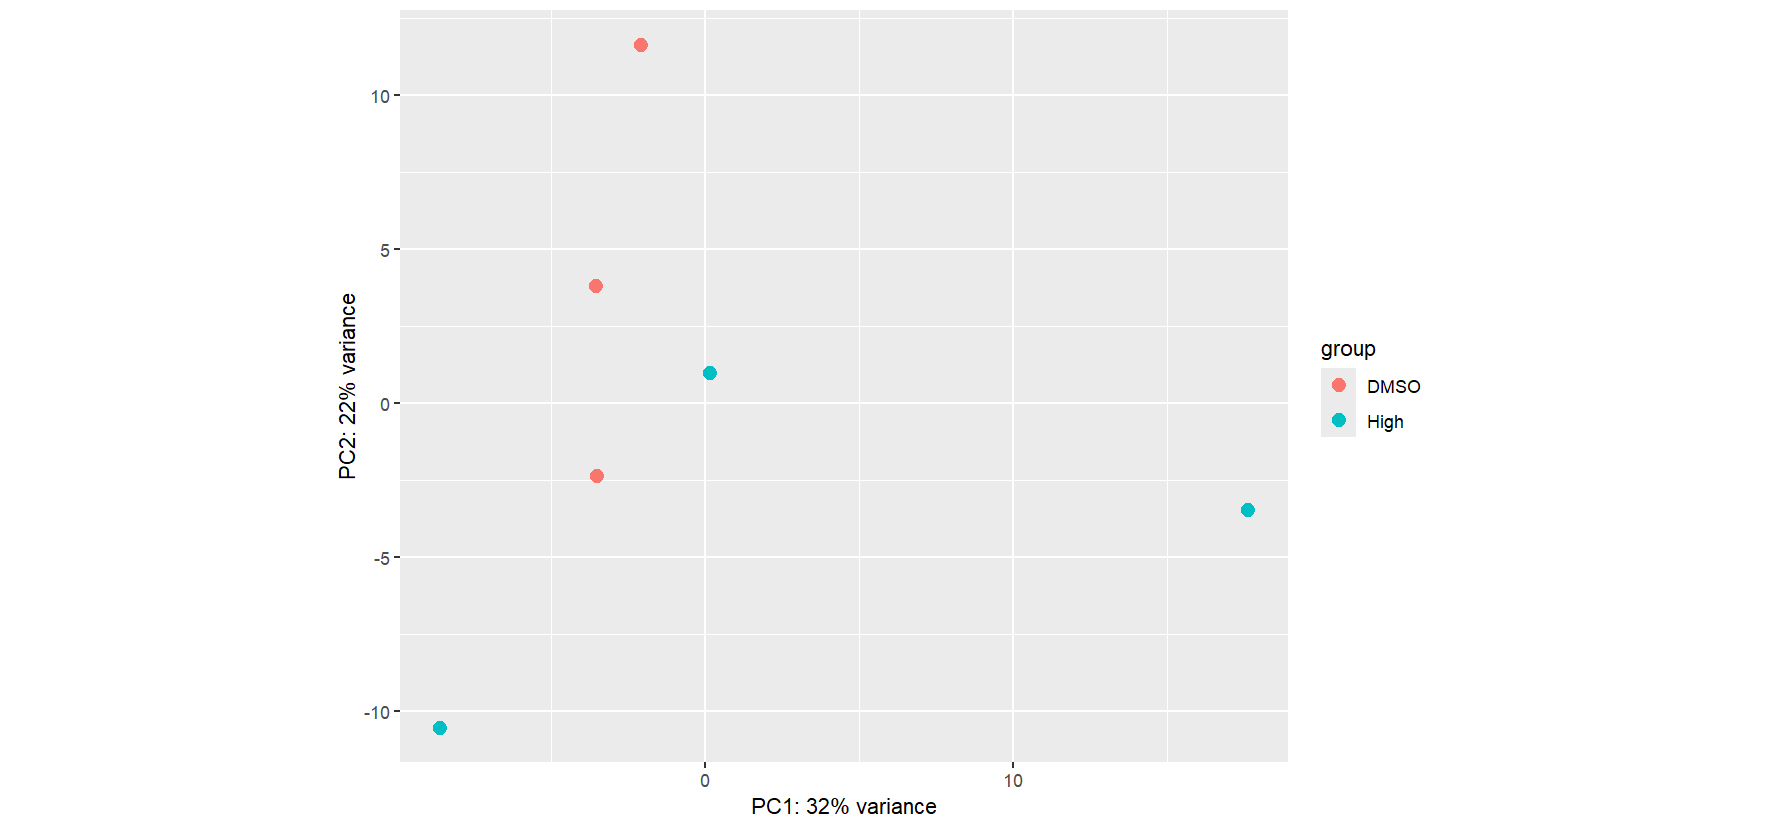 10
5
0
-5
-10
PC2: 22% variance
0
10
PC1: 32% variance
group
DMSO
High